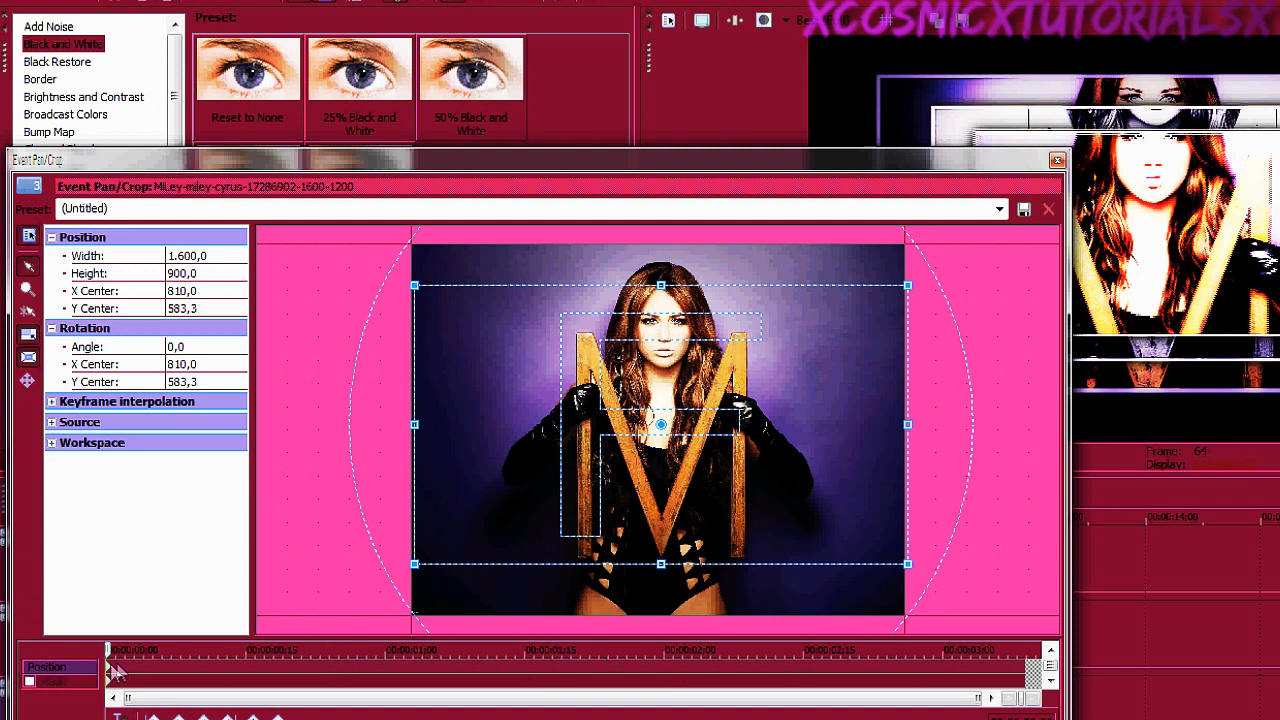 XCOSMICXTUTORIALSX
Preset:
Add Noise
Black and White
Black Restore
Border
Brightness and Contrast
Broadcast Colors
Bump Map
Reset to None
25% Black and White
50% Black and White
Event Pan/Crop
3
Event Pan/Crop: MiLey-miley-cyrus-17286902-1600-1200
Preset:
(Untitled)
Position
Width: 1.600,0
Height: 900,0
X Center: 810,0
Y Center: 583,3
Rotation
Angle: 0,0
X Center: 810,0
Y Center: 583,3
Keyframe interpolation
Source
Workspace
Frame: 64
Display:
00:00:14:00
00:00:00:00
00:00:00:15
00:00:01:00
00:00:01:15
00:00:02:00
00:00:02:15
00:00:03:00
Position